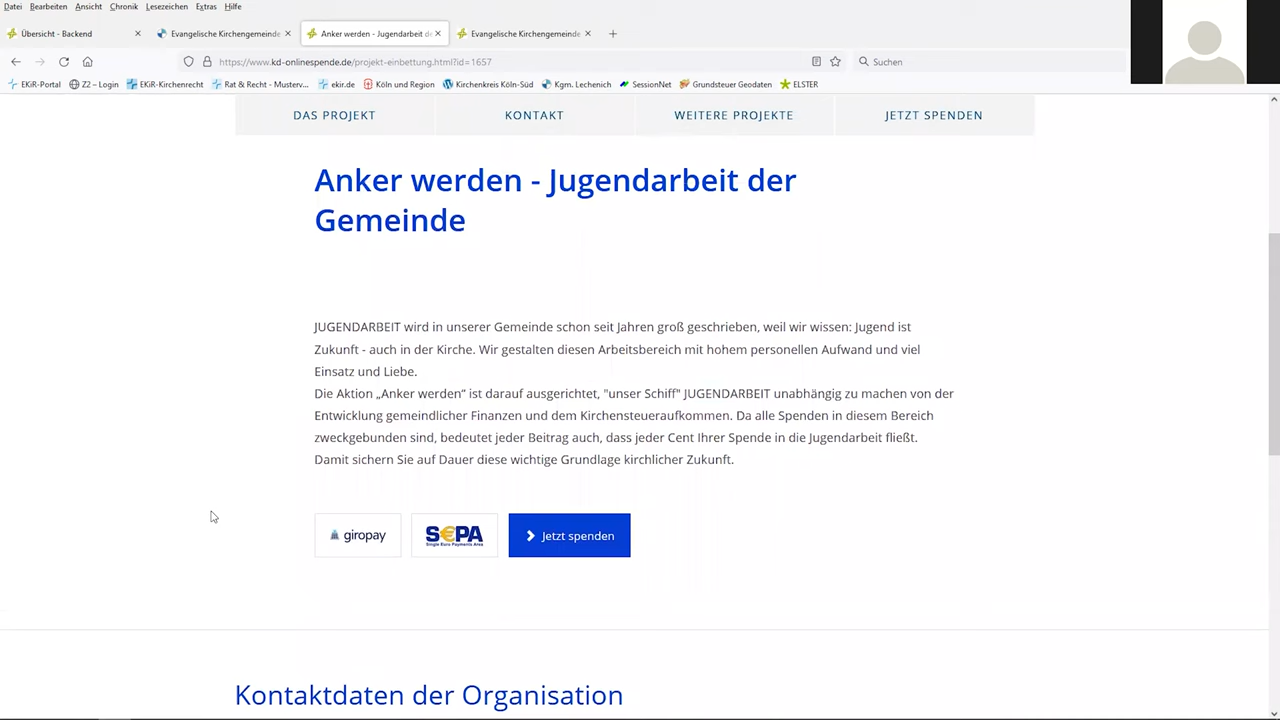 Datei Bearbeiten Ansicht Chronik Lesezeichen Extras Hilfe
Übersicht - Backend
Evangelische Kirchengemeinde
Anker werden - Jugendarbeit de
Evangelische Kirchengemeinde
https://www.kd-onlinespende.de/projekt-einbettung.html?id=1657
Suchen
EKiR-Portal Z2 – Login EKiR-Kirchenrecht Rat & Recht - Musterv... ekir.de Köln und Region Kirchenkreis Köln-Süd Kgm. Lechenich SessionNet Grundsteuer Geodaten ELSTER
DAS PROJEKT KONTAKT WEITERE PROJEKTE JETZT SPENDEN
Anker werden - Jugendarbeit der
Gemeinde
JUGENDARBEIT wird in unserer Gemeinde schon seit Jahren groß geschrieben, weil wir wissen: Jugend ist
Zukunft - auch in der Kirche. Wir gestalten diesen Arbeitsbereich mit hohem personellen Aufwand und viel
Einsatz und Liebe.
Die Aktion „Anker werden“ ist darauf ausgerichtet, "unser Schiff" JUGENDARBEIT unabhängig zu machen von der
Entwicklung gemeindlicher Finanzen und dem Kirchensteueraufkommen. Da alle Spenden in diesem Bereich
zweckgebunden sind, bedeutet jeder Beitrag auch, dass jeder Cent Ihrer Spende in die Jugendarbeit fließt.
Damit sichern Sie auf Dauer diese wichtige Grundlage kirchlicher Zukunft.
giropay
S€PA
Single Euro Payments Area
Jetzt spenden
Kontaktdaten der Organisation